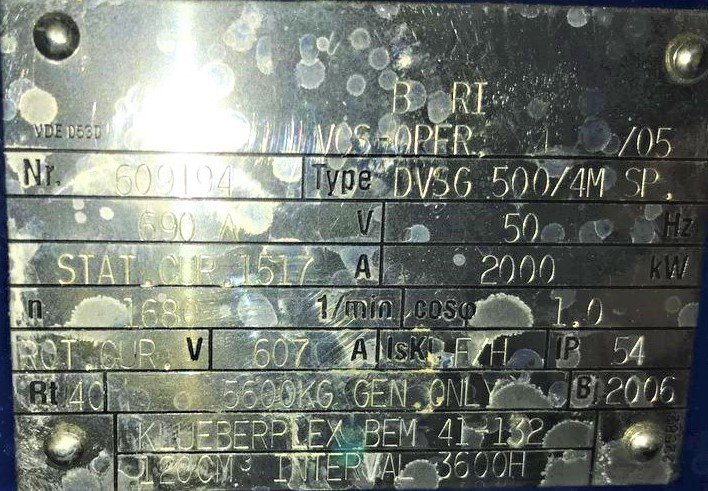 VDE 0530 VCS-OPER. /05
Nr. 609194 Type DVSG 500/4M SP.
690 V 50 Hz
STAT.CUR. 1517 A 2000 kW
n 1/min cosφ 1.0
ROT.CUR. V 607 A IsKl F/H IP 54
Rt 40 5600KG GEN.ONLY B 2006
KLUEBERPLEX BEM 41-132
120CM³ INTERVAL 3600H